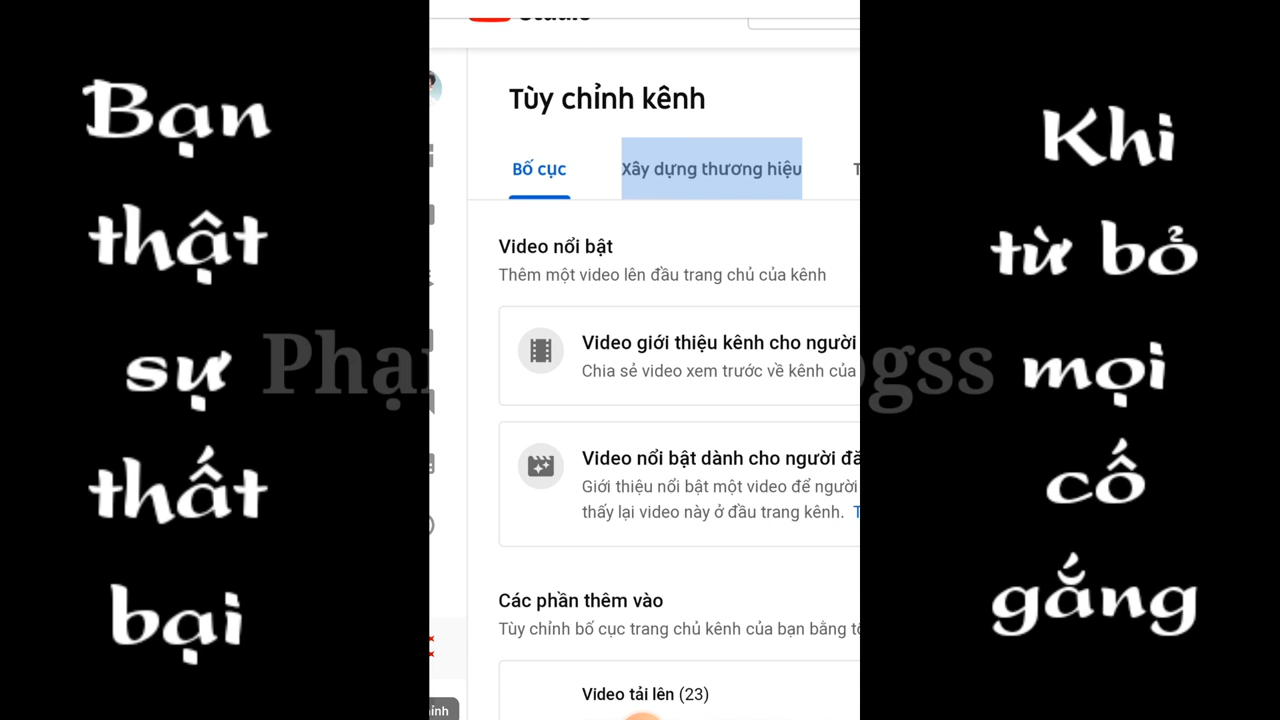 Bạn
thật
sự
thất
bại
Tùy chỉnh kênh
Bố cục
Xây dựng thương hiệu
Video nổi bật
Thêm một video lên đầu trang chủ của kênh
Video giới thiệu kênh cho người
Chia sẻ video xem trước về kênh của
Video nổi bật dành cho người
Giới thiệu nổi bật một video để người
thấy lại video này ở đầu trang kênh.
Các phần thêm vào
Tùy chỉnh bố cục trang chủ kênh của bạn bằng
Video tải lên (23)
Khi
từ bỏ
mọi
cố
gắng